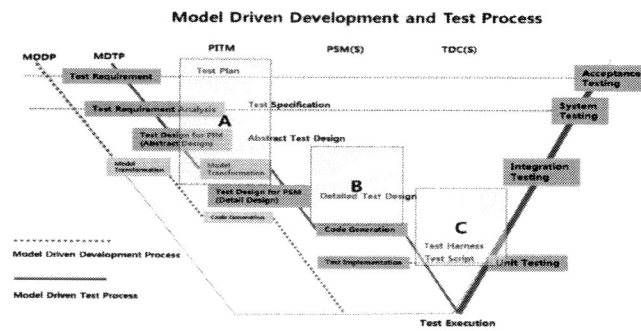 Model Driven Development and Test Process
MDDP
MDTP
PITM
PSM(S)
TDC(S)
Test Requirement
Test Plan
Acceptance
Testing
Test Requirement Analysis
Test Specification
System
Testing
A
Test Design for PIM
(Abstract Design)
Abstract Test Design
Model
Transformation
Model
Transformation
Integration
Testing
B
Test Design for PSM
(Detail Design)
Detailed Test Design
Code Generation
C
Code Generation
Test Harness
Test Script
Test Implementation
Unit Testing
Model Driven Development Process
Model Driven Test Process
Test Execution